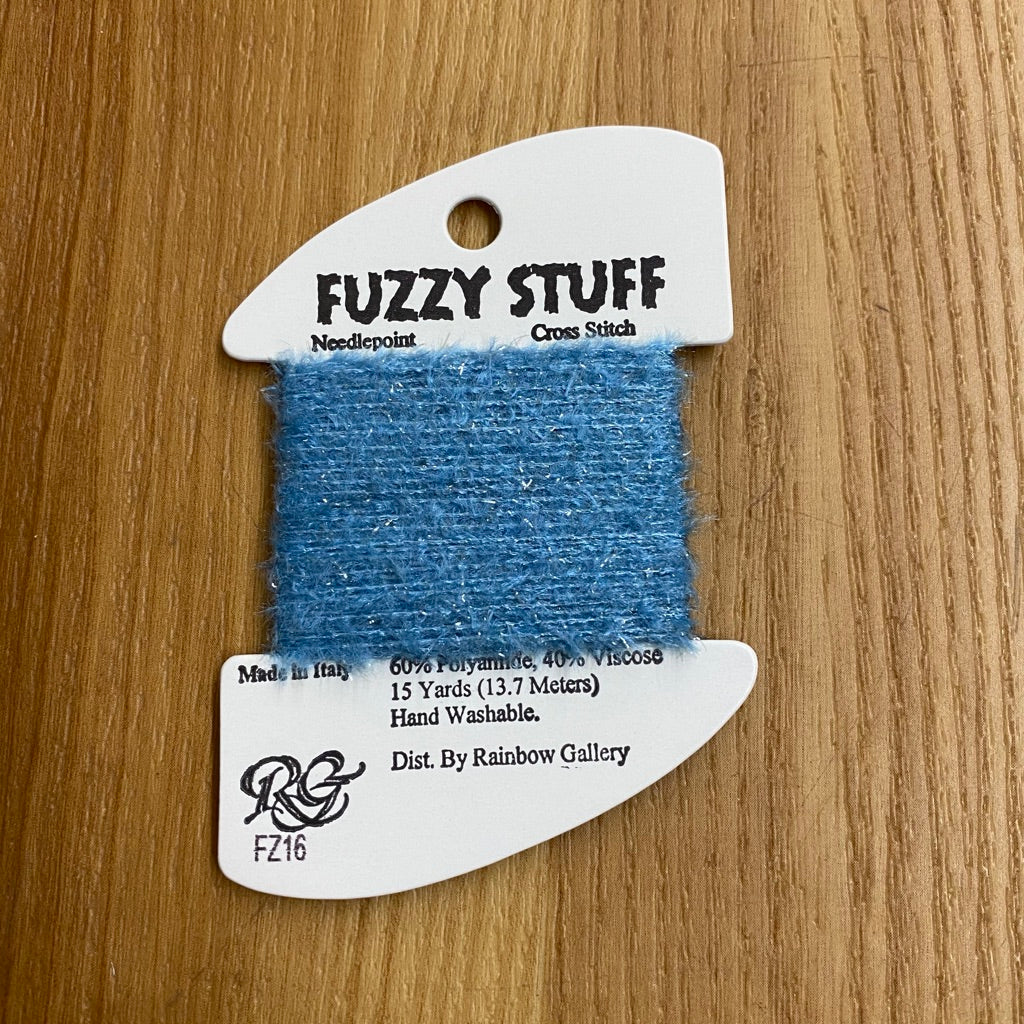 FUZZY STUFF
Needlepoint Cross Stitch
Made in Italy
60% Polyamide, 40% Viscose
15 Yards (13.7 Meters)
Hand Washable.
Dist. By Rainbow Gallery
RG
FZ16